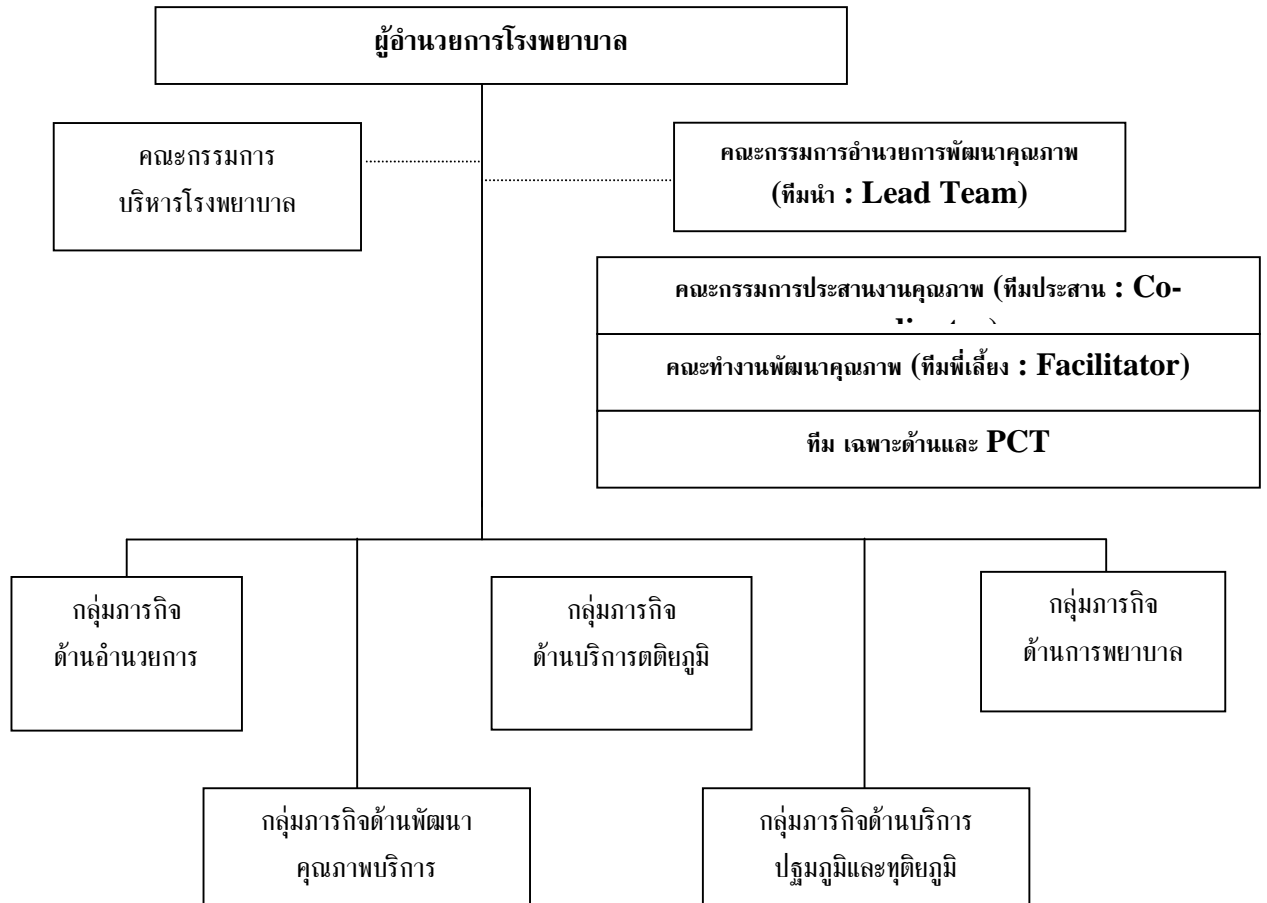 ผู้อำนวยการโรงพยาบาล
คณะกรรมการ
บริหารโรงพยาบาล
คณะกรรมการอำนวยการพัฒนาคุณภาพ
(ทีมนำ : Lead Team)
คณะกรรมการประสานงานคุณภาพ (ทีมประสาน : Co-
คณะทำงานพัฒนาคุณภาพ (ทีมพี่เลี้ยง : Facilitator)
ทีม เฉพาะด้านและ PCT
กลุ่มภารกิจ
ด้านอำนวยการ
กลุ่มภารกิจ
ด้านบริการตติยภูมิ
กลุ่มภารกิจ
ด้านการพยาบาล
กลุ่มภารกิจด้านพัฒนา
คุณภาพบริการ
กลุ่มภารกิจด้านบริการ
ปฐมภูมิและทุติยภูมิ